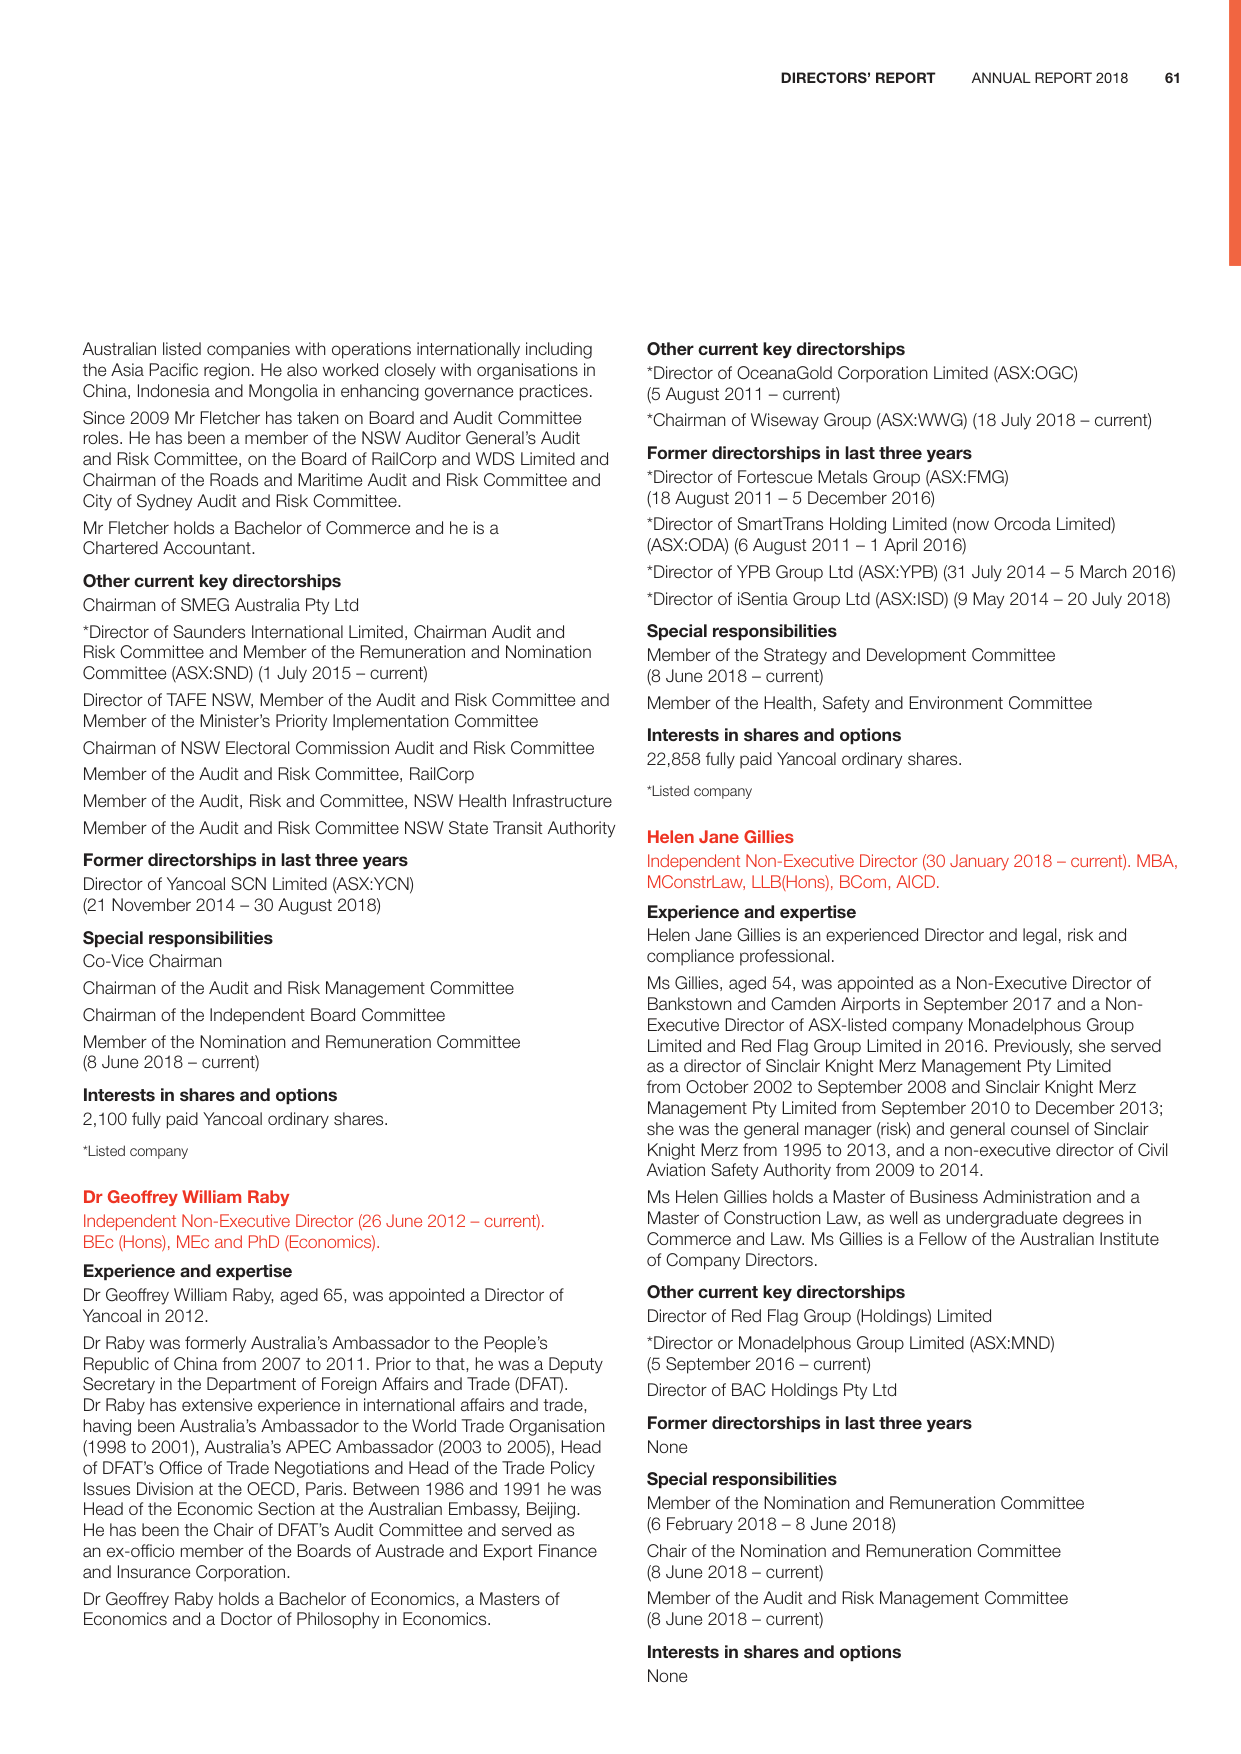 DIRECTORS’ REPORT ANNUAL REPORT 2018 61
Australian listed companies with operations internationally including
the Asia Pacific region. He also worked closely with organisations in
China, Indonesia and Mongolia in enhancing governance practices.
Since 2009 Mr Fletcher has taken on Board and Audit Committee
roles. He has been a member of the NSW Auditor General’s Audit
and Risk Committee, on the Board of RailCorp and WDS Limited and
Chairman of the Roads and Maritime Audit and Risk Committee and
City of Sydney Audit and Risk Committee.
Mr Fletcher holds a Bachelor of Commerce and he is a
Chartered Accountant.
Other current key directorships
Chairman of SMEG Australia Pty Ltd
*Director of Saunders International Limited, Chairman Audit and
Risk Committee and Member of the Remuneration and Nomination
Committee (ASX:SND) (1 July 2015 – current)
Director of TAFE NSW, Member of the Audit and Risk Committee and
Member of the Minister’s Priority Implementation Committee
Chairman of NSW Electoral Commission Audit and Risk Committee
Member of the Audit and Risk Committee, RailCorp
Member of the Audit, Risk and Committee, NSW Health Infrastructure
Member of the Audit and Risk Committee NSW State Transit Authority
Former directorships in last three years
Director of Yancoal SCN Limited (ASX:YCN)
(21 November 2014 – 30 August 2018)
Special responsibilities
Co-Vice Chairman
Chairman of the Audit and Risk Management Committee
Chairman of the Independent Board Committee
Member of the Nomination and Remuneration Committee
(8 June 2018 – current)
Interests in shares and options
2,100 fully paid Yancoal ordinary shares.
*Listed company
Dr Geoffrey William Raby
Independent Non-Executive Director (26 June 2012 – current).
BEc (Hons), MEc and PhD (Economics).
Experience and expertise
Dr Geoffrey William Raby, aged 65, was appointed a Director of
Yancoal in 2012.
Dr Raby was formerly Australia’s Ambassador to the People’s
Republic of China from 2007 to 2011. Prior to that, he was a Deputy
Secretary in the Department of Foreign Affairs and Trade (DFAT).
Dr Raby has extensive experience in international affairs and trade,
having been Australia’s Ambassador to the World Trade Organisation
(1998 to 2001), Australia’s APEC Ambassador (2003 to 2005), Head
of DFAT’s Office of Trade Negotiations and Head of the Trade Policy
Issues Division at the OECD, Paris. Between 1986 and 1991 he was
Head of the Economic Section at the Australian Embassy, Beijing.
He has been the Chair of DFAT’s Audit Committee and served as
an ex-officio member of the Boards of Austrade and Export Finance
and Insurance Corporation.
Dr Geoffrey Raby holds a Bachelor of Economics, a Masters of
Economics and a Doctor of Philosophy in Economics.
Other current key directorships
*Director of OceanaGold Corporation Limited (ASX:OGC)
(5 August 2011 – current)
*Chairman of Wiseway Group (ASX:WWG) (18 July 2018 – current)
Former directorships in last three years
*Director of Fortescue Metals Group (ASX:FMG)
(18 August 2011 – 5 December 2016)
*Director of SmartTrans Holding Limited (now Orcoda Limited)
(ASX:ODA) (6 August 2011 – 1 April 2016)
*Director of YPB Group Ltd (ASX:YPB) (31 July 2014 – 5 March 2016)
*Director of iSentia Group Ltd (ASX:ISD) (9 May 2014 – 20 July 2018)
Special responsibilities
Member of the Strategy and Development Committee
(8 June 2018 – current)
Member of the Health, Safety and Environment Committee
Interests in shares and options
22,858 fully paid Yancoal ordinary shares.
*Listed company
Helen Jane Gillies
Independent Non-Executive Director (30 January 2018 – current). MBA,
MConstrLaw, LLB(Hons), BCom, AICD.
Experience and expertise
Helen Jane Gillies is an experienced Director and legal, risk and
compliance professional.
Ms Gillies, aged 54, was appointed as a Non-Executive Director of
Bankstown and Camden Airports in September 2017 and a Non-
Executive Director of ASX-listed company Monadelphous Group
Limited and Red Flag Group Limited in 2016. Previously, she served
as a director of Sinclair Knight Merz Management Pty Limited
from October 2002 to September 2008 and Sinclair Knight Merz
Management Pty Limited from September 2010 to December 2013;
she was the general manager (risk) and general counsel of Sinclair
Knight Merz from 1995 to 2013, and a non-executive director of Civil
Aviation Safety Authority from 2009 to 2014.
Ms Helen Gillies holds a Master of Business Administration and a
Master of Construction Law, as well as undergraduate degrees in
Commerce and Law. Ms Gillies is a Fellow of the Australian Institute
of Company Directors.
Other current key directorships
Director of Red Flag Group (Holdings) Limited
*Director or Monadelphous Group Limited (ASX:MND)
(5 September 2016 – current)
Director of BAC Holdings Pty Ltd
Former directorships in last three years
None
Special responsibilities
Member of the Nomination and Remuneration Committee
(6 February 2018 – 8 June 2018)
Chair of the Nomination and Remuneration Committee
(8 June 2018 – current)
Member of the Audit and Risk Management Committee
(8 June 2018 – current)
Interests in shares and options
None